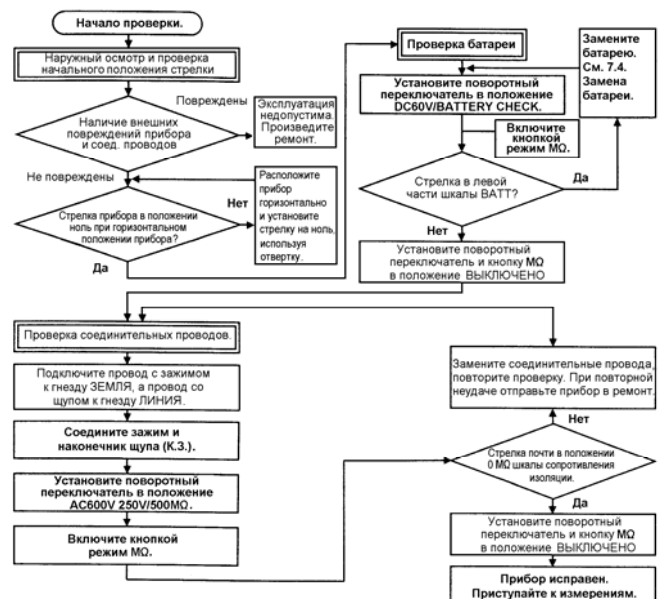 Начало проверки.
Наружный осмотр и проверка
начального положения стрелки
Повреждены
Наличие внешних
повреждений прибора
и соед. проводов
Эксплуатация
недопустима.
Произведите
ремонт.
Не повреждены
Стрелка прибора в положении
ноль при горизонтальном
положении прибора?
Нет
Расположите
прибор
горизонтально
и установите
стрелку на ноль,
используя
отвертку.
Да
Проверка батареи
Установите поворотный
переключатель в положение
DC60V/BATTERY CHECK.
Включите
кнопкой
режим MΩ.
Замените
батарею.
См. 7.4.
Замена
батареи.
Стрелка в левой
части шкалы BATT?
Да
Нет
Установите поворотный
переключатель и кнопку MΩ
в положение ВЫКЛЮЧЕНО
Проверка соединительных проводов.
Подключите провод с зажимом
к гнезду ЗЕМЛЯ, а провод со
щупом к гнезду ЛИНИЯ.
Соедините зажим и
наконечник щупа (К.З.).
Установите поворотный
переключатель в положение
AC600V 250V/500MΩ.
Включите кнопкой
режим MΩ.
Замените соединительные провода,
повторите проверку. При повторной
неудаче отправьте прибор в ремонт.
Нет
Стрелка почти в положении
0 MΩ шкалы сопротивления
изоляции.
Да
Установите поворотный
переключатель и кнопку MΩ
в положение ВЫКЛЮЧЕНО
Прибор исправен.
Приступайте к измерениям.